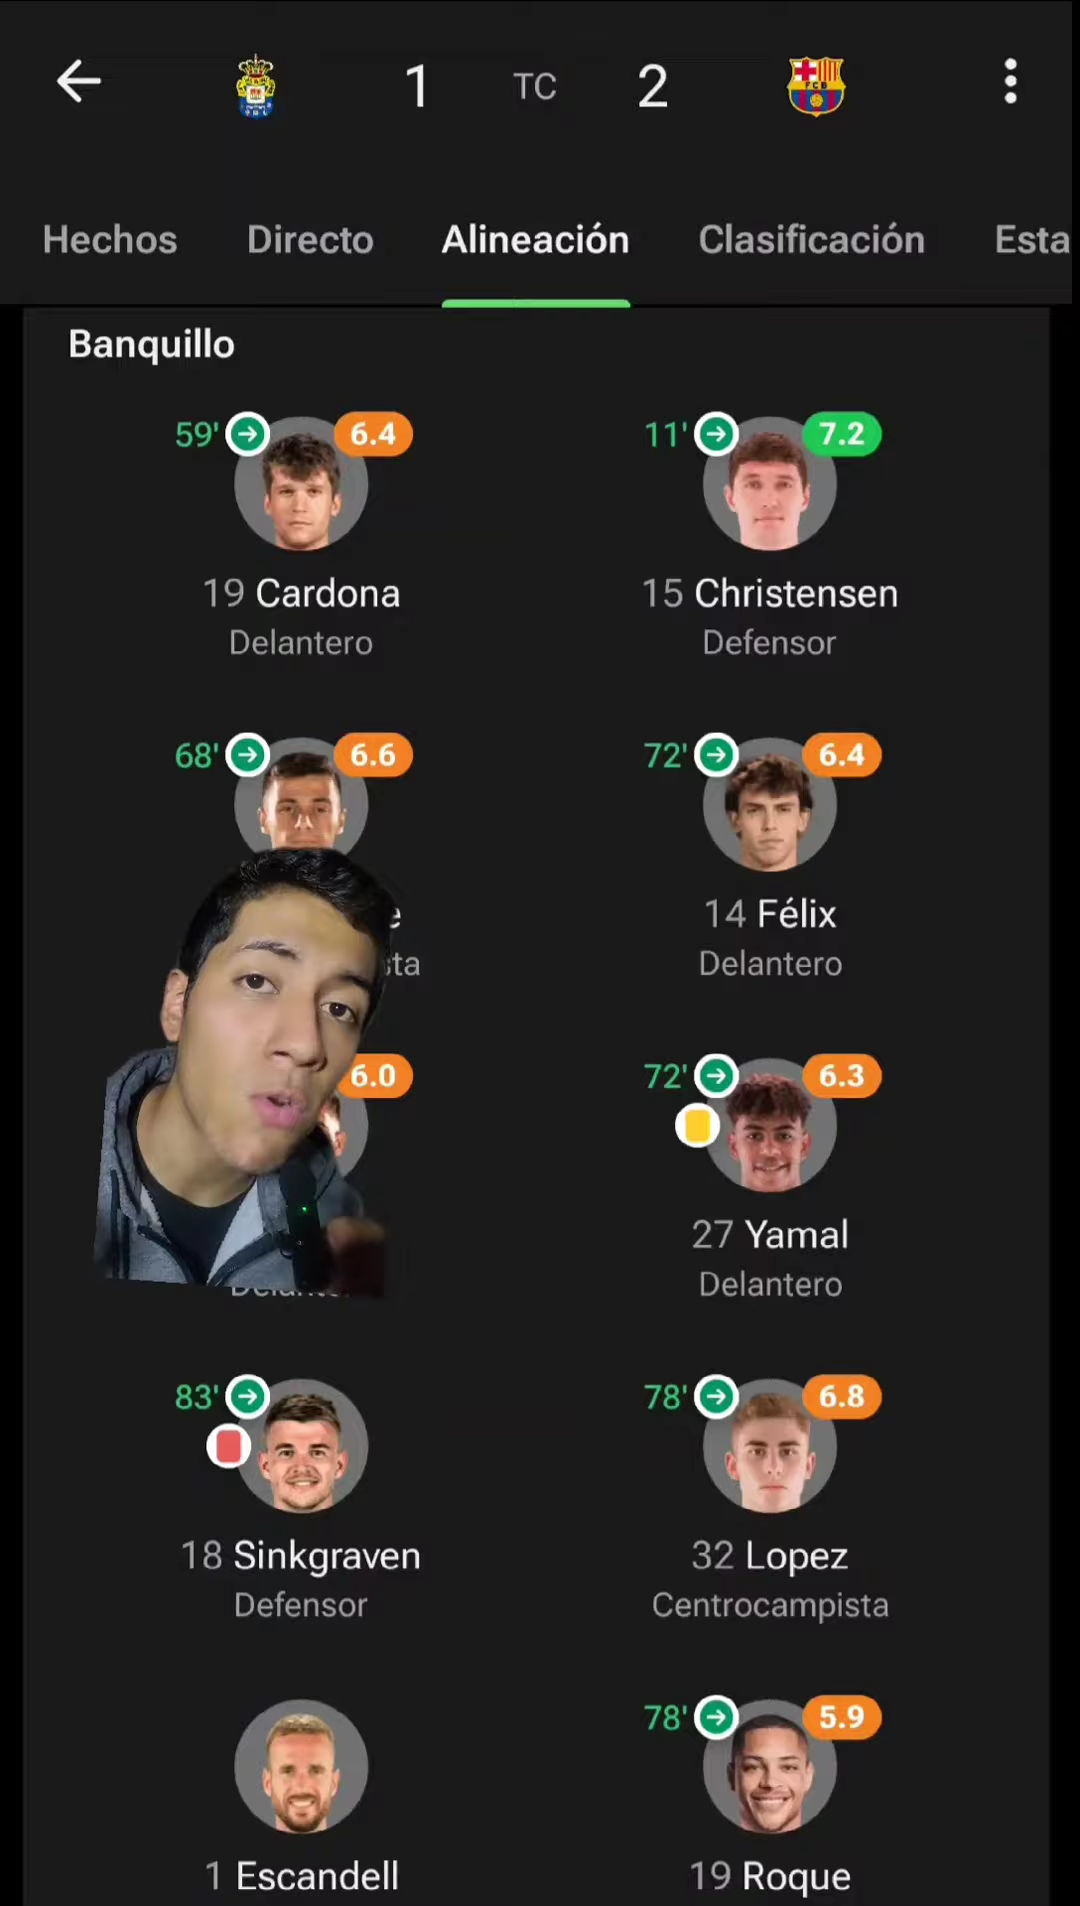 1 TC 2
Hechos Directo Alineación Clasificación Esta
Banquillo
59' 6.4
19 Cardona
Delantero
11' 7.2
15 Christensen
Defensor
68' 6.6
72' 6.4
14 Félix
Delantero
6.0
72' 6.3
27 Yamal
Delantero
83'
18 Sinkgraven
Defensor
78' 6.8
32 Lopez
Centrocampista
1 Escandell
78' 5.9
19 Roque